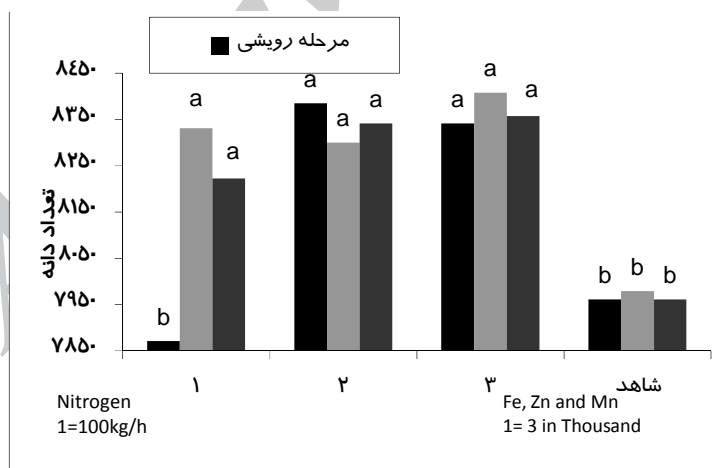 مرحله رویشی
a a a a a a a a
b b b b
۸۴۵۰
۸۳۵۰
۸۲۵۰
۸۱۵۰
۸۰۵۰
۷۹۵۰
۷۸۵۰
تعداد دانه
۱ ۲ ۳ شاهد
Nitrogen
1=100kg/h
Fe, Zn and Mn
1= 3 in Thousand